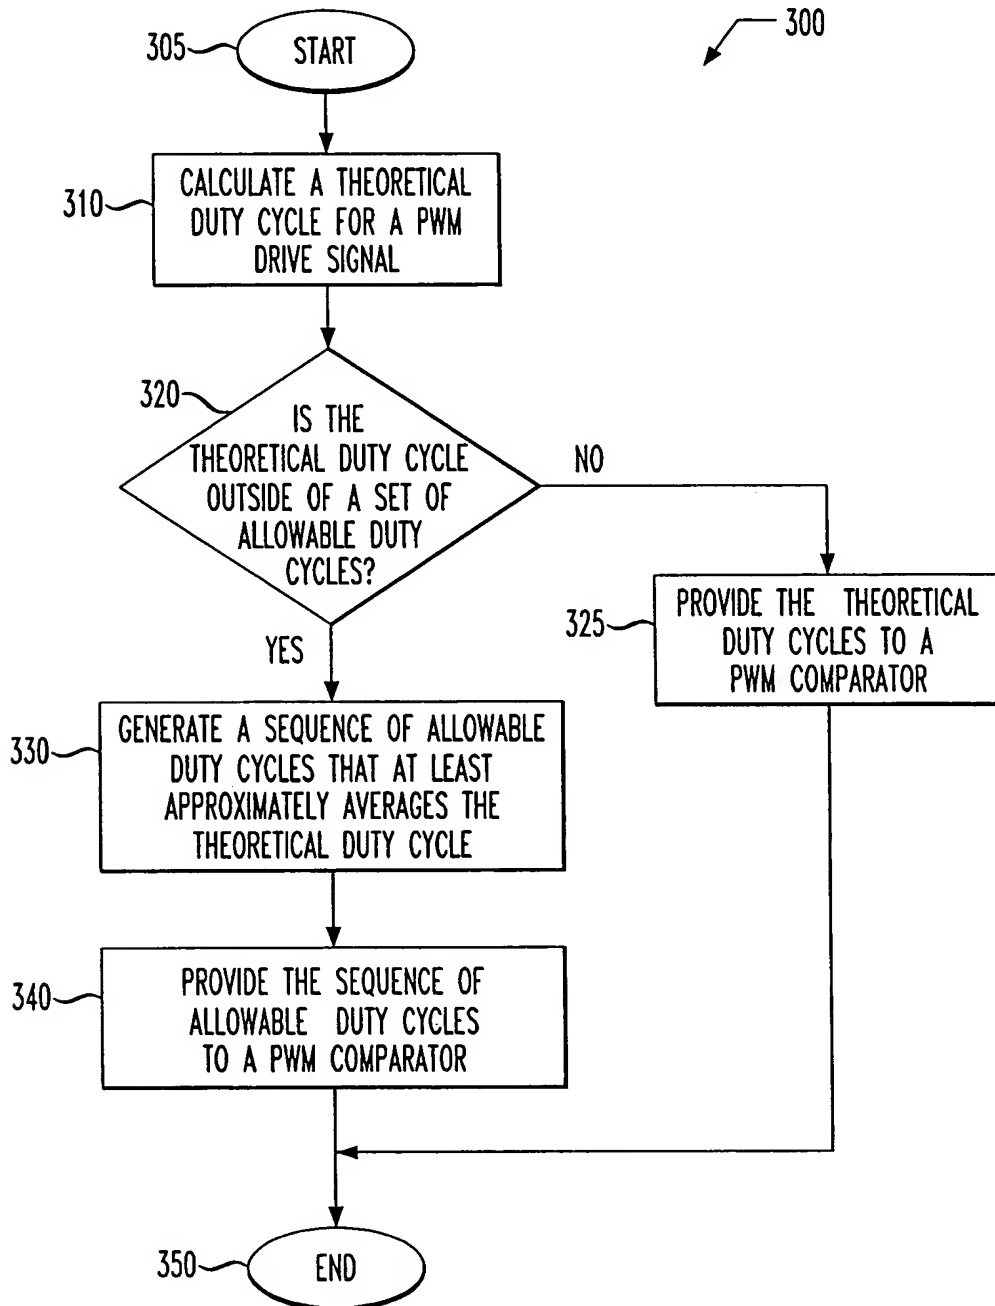 300
305
START
310
CALCULATE A THEORETICAL
DUTY CYCLE FOR A PWM
DRIVE SIGNAL
320
IS THE
THEORETICAL DUTY CYCLE
OUTSIDE OF A SET OF
ALLOWABLE DUTY
CYCLES?
NO
YES
325
PROVIDE THE THEORETICAL
DUTY CYCLES TO A
PWM COMPARATOR
330
GENERATE A SEQUENCE OF ALLOWABLE
DUTY CYCLES THAT AT LEAST
APPROXIMATELY AVERAGES THE
THEORETICAL DUTY CYCLE
340
PROVIDE THE SEQUENCE OF
ALLOWABLE DUTY CYCLES
TO A PWM COMPARATOR
350
END